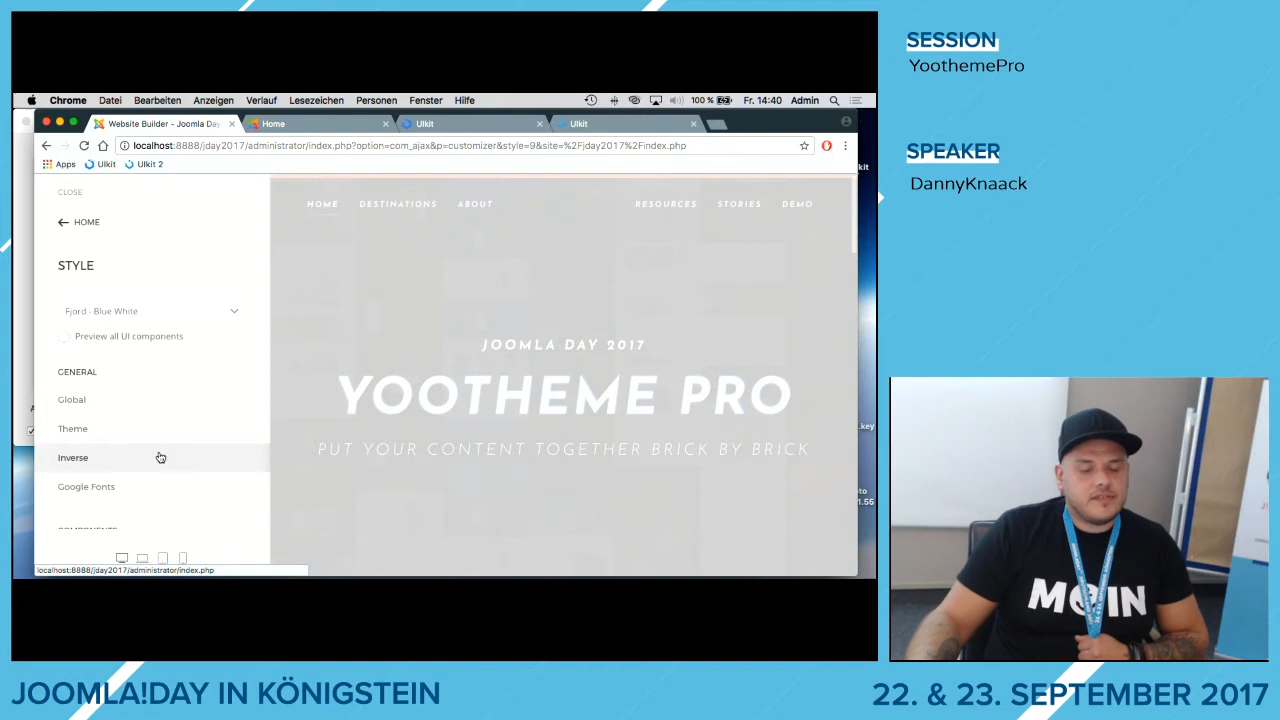 SESSION
YoothemePro
SPEAKER
DannyKnaack
Chrome Datei Bearbeiten Anzeigen Verlauf Lesezeichen Personen Fenster Hilfe 100 % Fr. 14:40 Admin
Website Builder - Joomla Day Home UIkit UIkit
localhost:8888/jday2017/administrator/index.php?option=com_ajax&p=customizer&style=9&site=%2Fjday2017%2Findex.php
Apps UIkit UIkit 2
CLOSE
HOME
STYLE
Fjord - Blue White
Preview all UI components
GENERAL
Global
Theme
Inverse
Google Fonts
COMPONENTS
localhost:8888/jday2017/administrator/index.php
HOME DESTINATIONS ABOUT RESOURCES STORIES DEMO
JOOMLA DAY 2017
YOOTHEME PRO
PUT YOUR CONTENT TOGETHER BRICK BY BRICK
.key
1.55
MOIN
JOOMLA!DAY IN KÖNIGSTEIN
22. & 23. SEPTEMBER 2017